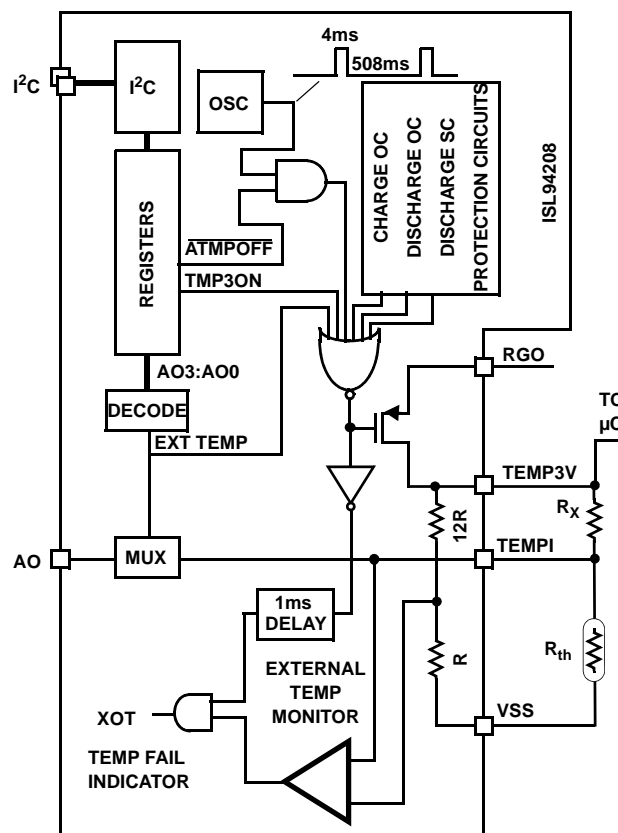 4ms
508ms
I²C
I²C
OSC
CHARGE OC
DISCHARGE OC
DISCHARGE SC
PROTECTION CIRCUITS
ISL94208
REGISTERS
ATMPOFF
TMP3ON
AO3:AO0
RGO
DECODE
EXT TEMP
TO
µC
TEMP3V
12R
RX
TEMPI
AO
MUX
1ms
DELAY
R
Rth
EXTERNAL
TEMP
MONITOR
VSS
XOT
TEMP FAIL
INDICATOR